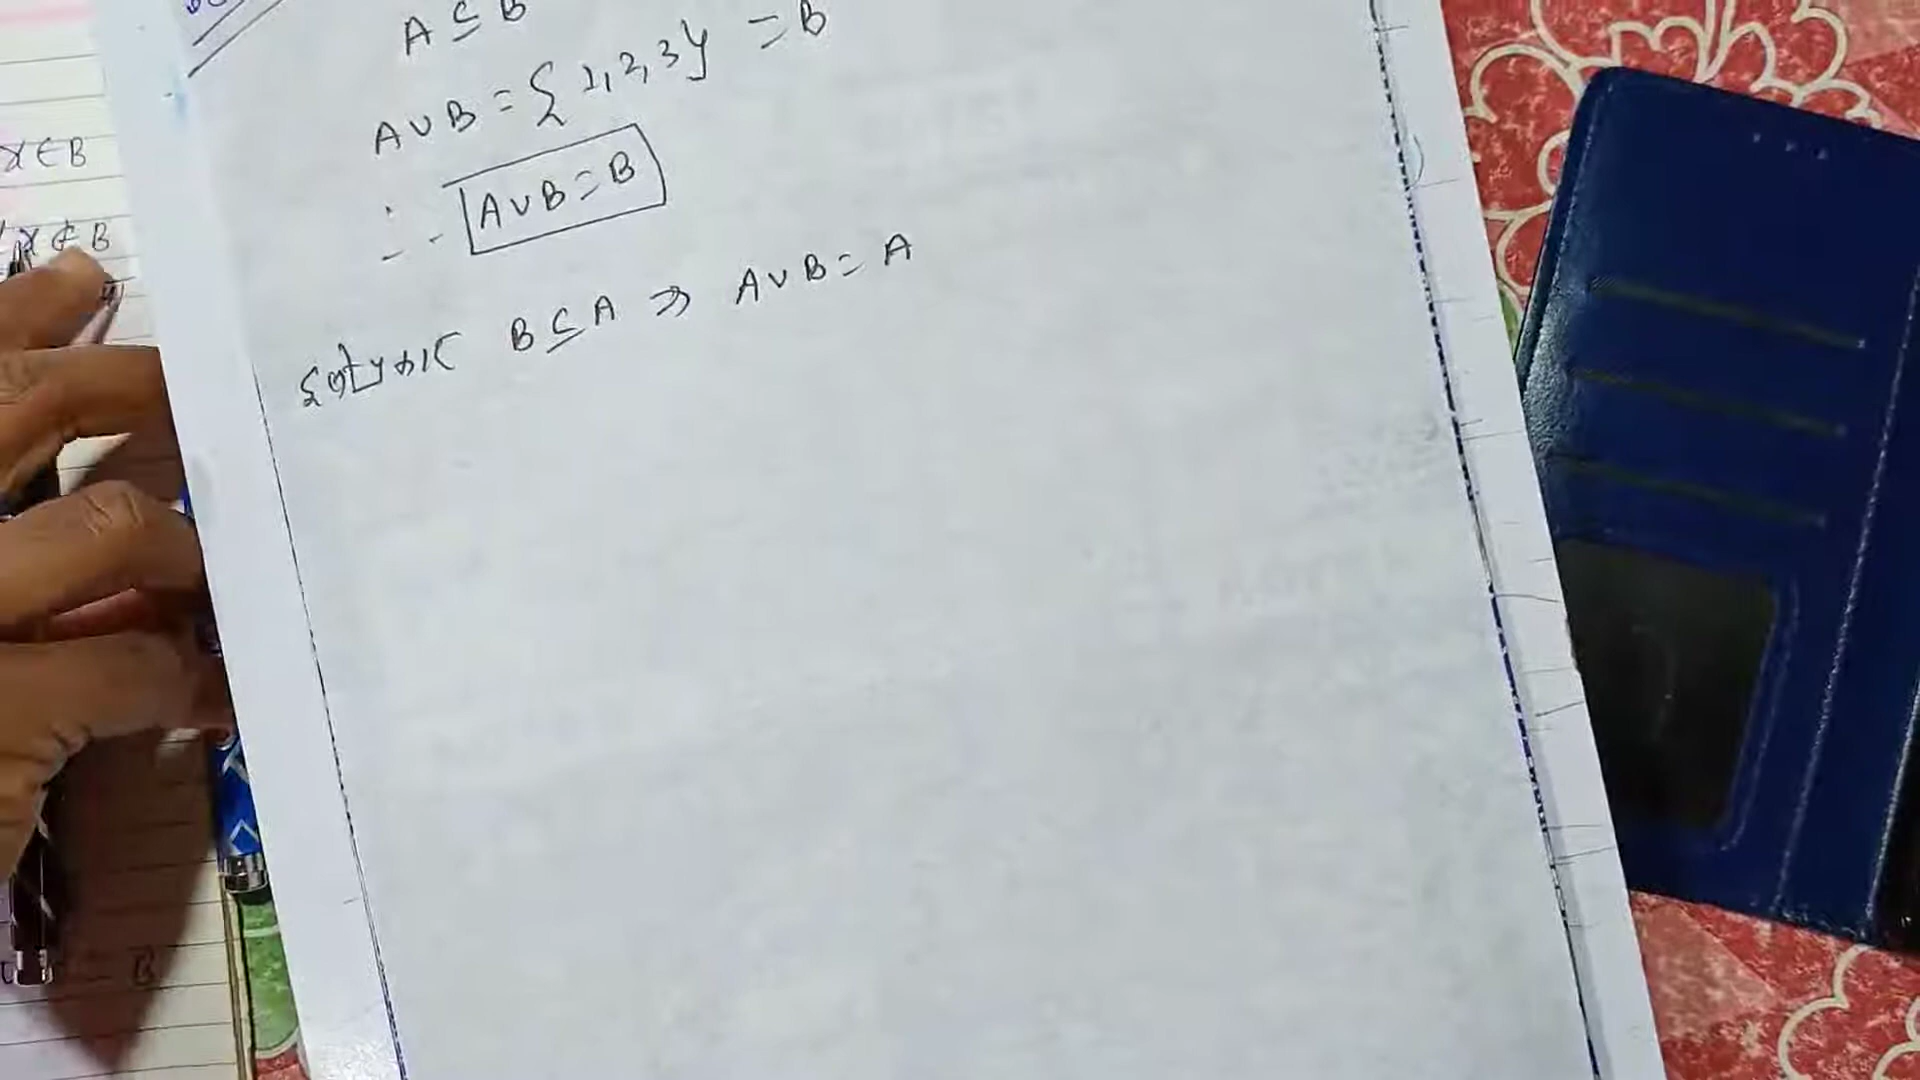 A ⊆ B
A∪B = {1, 2, 3} = B
∴ A∪B = B
B ⊆ A ⇒ A∪B = A
x ∈ B
x ∉ B
B